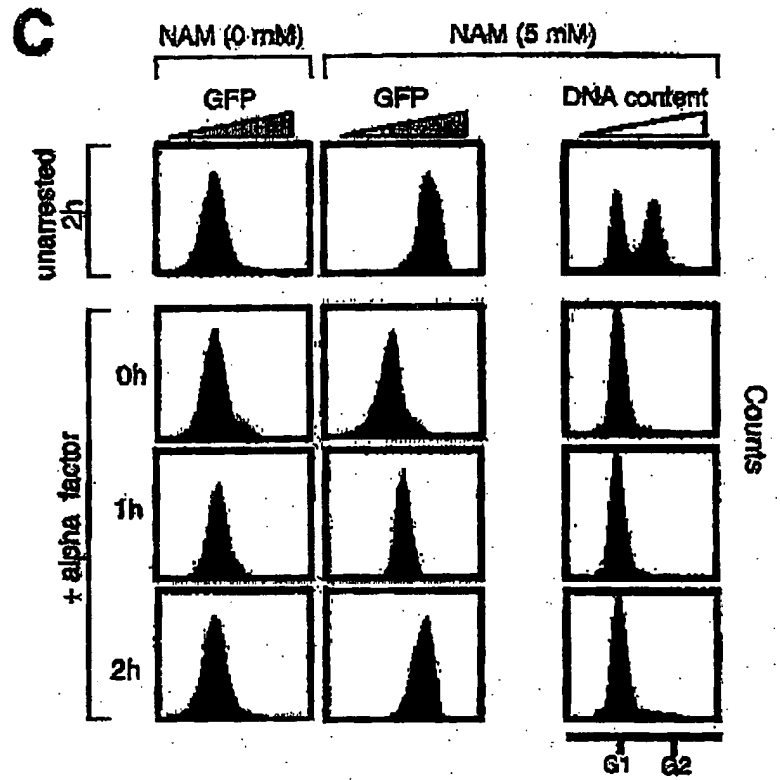 C
NAM (0 mM)
NAM (5 mM)
GFP
GFP
DNA content
unarrested
2h
+ alpha factor
0h
1h
2h
Counts
G1
G2